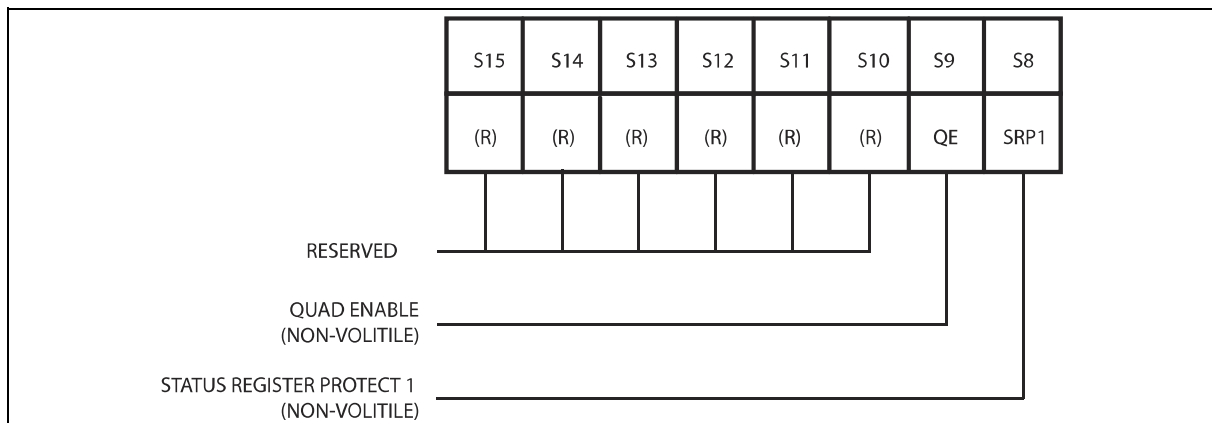 S15 S14 S13 S12 S11 S10 S9 S8
(R) (R) (R) (R) (R) (R) QE SRP1
RESERVED
QUAD ENABLE
(NON-VOLITILE)
STATUS REGISTER PROTECT 1
(NON-VOLITILE)